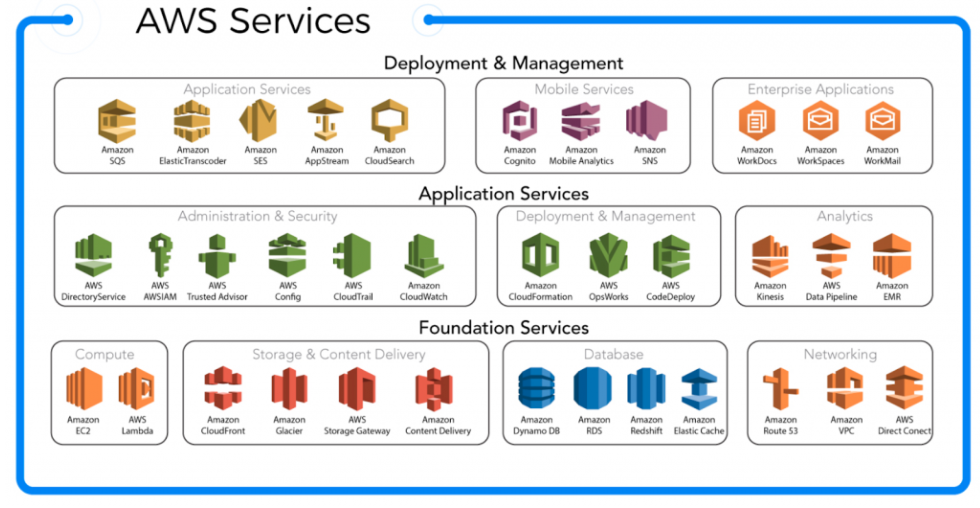 AWS Services
Deployment & Management
Application Services
Mobile Services
Enterprise Applications
Amazon
SQS
Amazon
ElasticTranscoder
Amazon
SES
Amazon
AppStream
Amazon
CloudSearch
Amazon
Cognito
Amazon
Mobile Analytics
Amazon
SNS
Amazon
WorkDocs
Amazon
WorkSpaces
Amazon
WorkMail
Application Services
Administration & Security
Deployment & Management
Analytics
AWS
DirectoryService
AWS
AWSIAM
AWS
Trusted Advisor
AWS
Config
AWS
CloudTrail
Amazon
CloudWatch
Amazon
CloudFormation
AWS
OpsWorks
AWS
CodeDeploy
Amazon
Kinesis
AWS
Data Pipeline
Amazon
EMR
Foundation Services
Compute
Storage & Content Delivery
Database
Networking
Amazon
EC2
AWS
Lambda
Amazon
CloudFront
Amazon
Glacier
AWS
Storage Gateway
Amazon
Content Delivery
Amazon
Dynamo DB
Amazon
RDS
Amazon
Redshift
Amazon
Elastic Cache
Amazon
Route 53
Amazon
VPC
AWS
Direct Conect